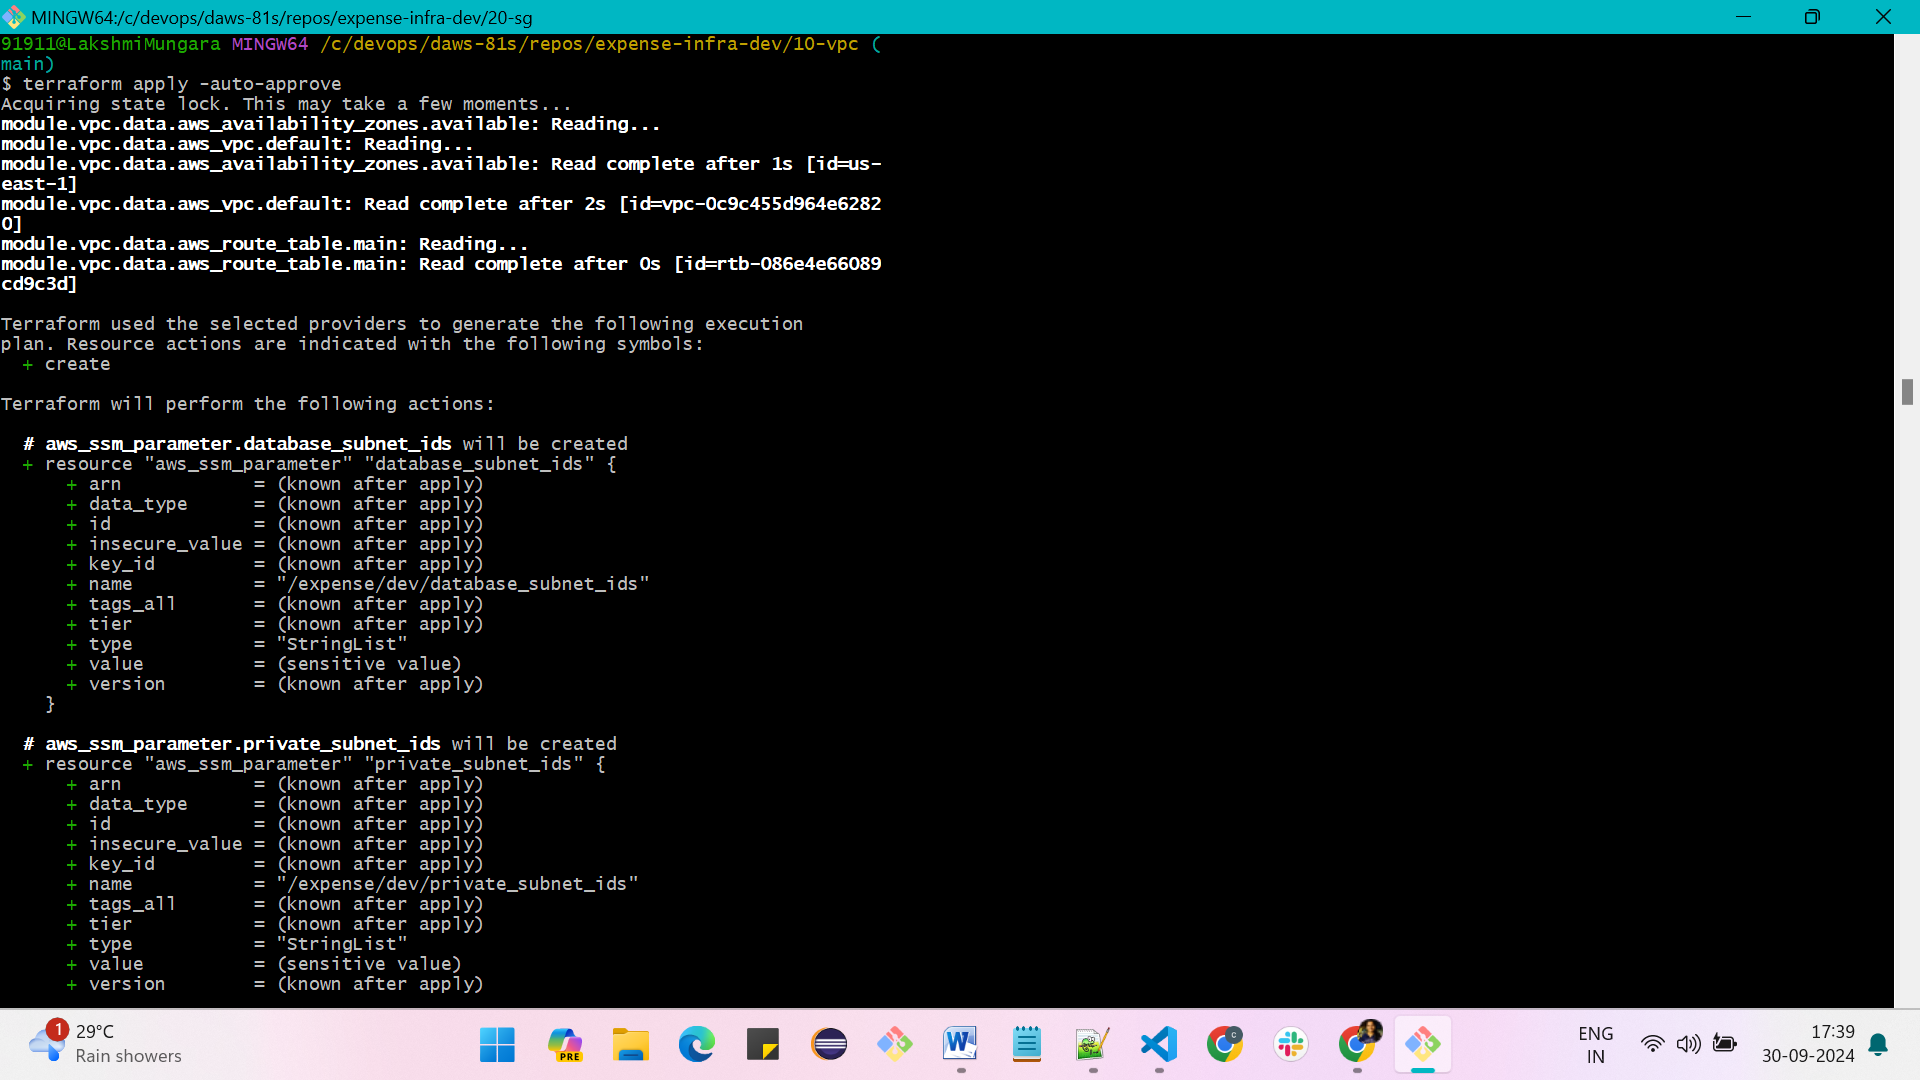 MINGW64:/c/devops/daws-81s/repos/expense-infra-dev/20-sg
91911@LakshmiMungara MINGW64 /c/devops/daws-81s/repos/expense-infra-dev/10-vpc (
main)
$ terraform apply -auto-approve
Acquiring state lock. This may take a few moments...
module.vpc.data.aws_availability_zones.available: Reading...
module.vpc.data.aws_vpc.default: Reading...
module.vpc.data.aws_availability_zones.available: Read complete after 1s [id=us-
east-1]
module.vpc.data.aws_vpc.default: Read complete after 2s [id=vpc-0c9c455d964e6282
0]
module.vpc.data.aws_route_table.main: Reading...
module.vpc.data.aws_route_table.main: Read complete after 0s [id=rtb-086e4e66089
cd9c3d]
Terraform used the selected providers to generate the following execution
plan. Resource actions are indicated with the following symbols:
  + create
Terraform will perform the following actions:
  # aws_ssm_parameter.database_subnet_ids will be created
  + resource "aws_ssm_parameter" "database_subnet_ids" {
      + arn            = (known after apply)
      + data_type      = (known after apply)
      + id             = (known after apply)
      + insecure_value = (known after apply)
      + key_id         = (known after apply)
      + name           = "/expense/dev/database_subnet_ids"
      + tags_all       = (known after apply)
      + tier           = (known after apply)
      + type           = "StringList"
      + value          = (sensitive value)
      + version        = (known after apply)
    }
  # aws_ssm_parameter.private_subnet_ids will be created
  + resource "aws_ssm_parameter" "private_subnet_ids" {
      + arn            = (known after apply)
      + data_type      = (known after apply)
      + id             = (known after apply)
      + insecure_value = (known after apply)
      + key_id         = (known after apply)
      + name           = "/expense/dev/private_subnet_ids"
      + tags_all       = (known after apply)
      + tier           = (known after apply)
      + type           = "StringList"
      + value          = (sensitive value)
      + version        = (known after apply)
1
29°C
Rain showers
PRE
W
C
ENG
IN
17:39
30-09-2024